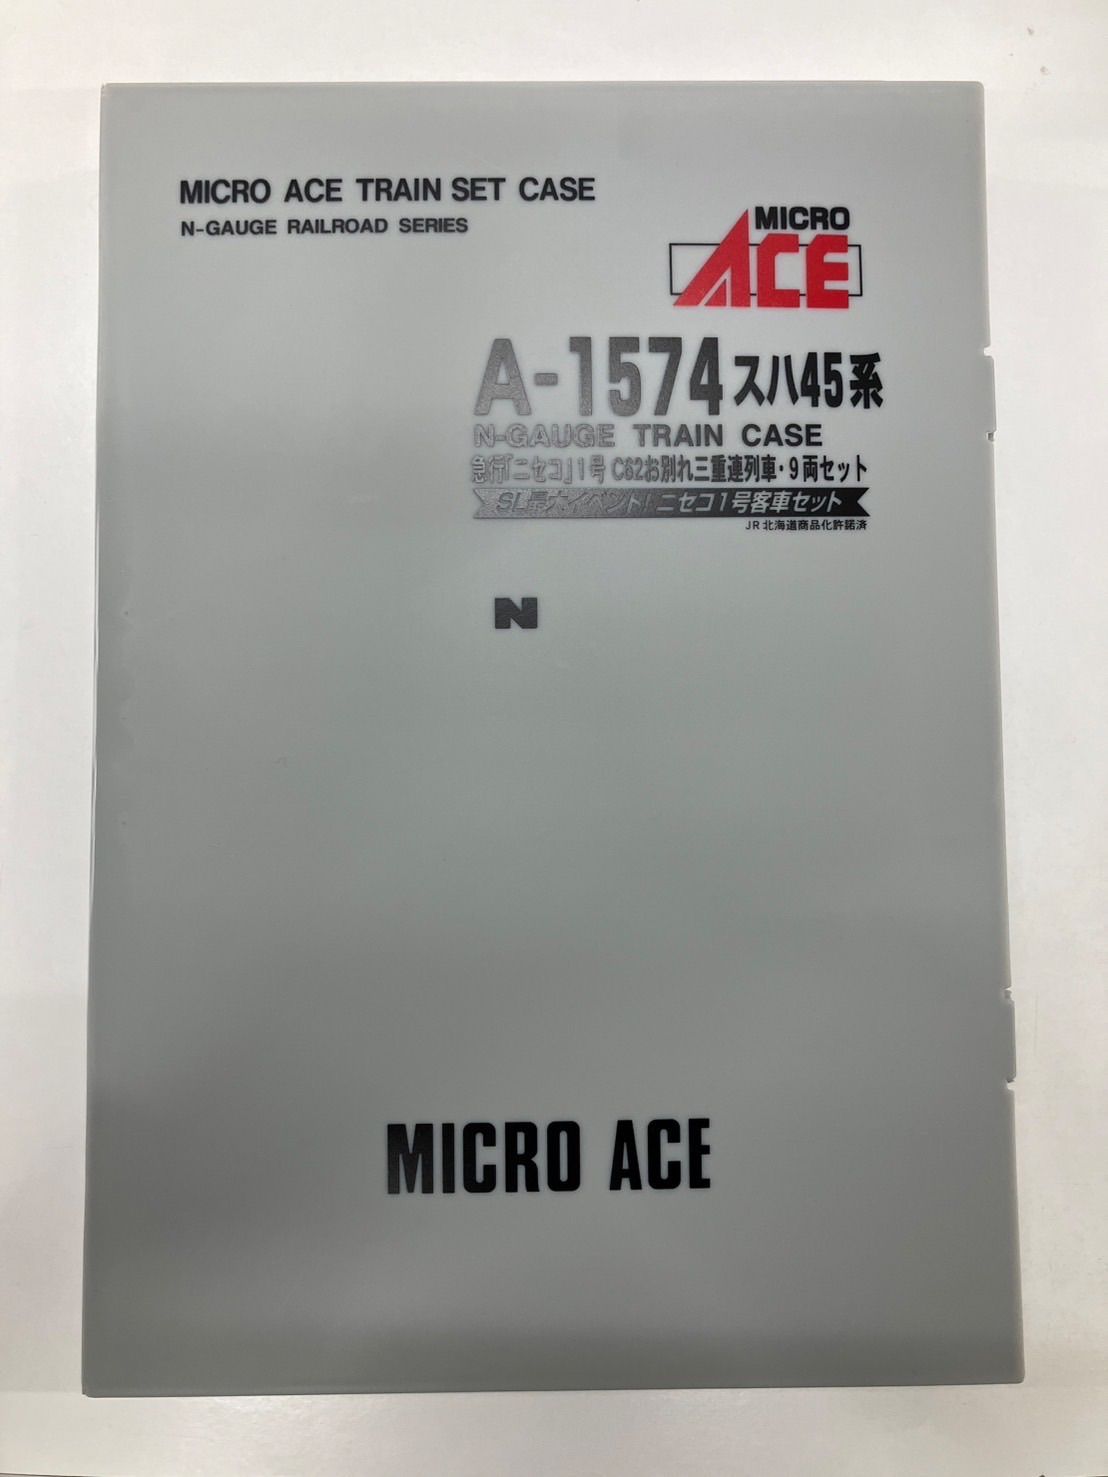 MICRO ACE TRAIN SET CASE
N-GAUGE RAILROAD SERIES
MICRO
ACE
A-1574 スハ45系
N-GAUGE TRAIN CASE
急行「ニセコ」1号 C62お別れ三重連列車・9両セット
SL最大イベント!ニセコ1号客車セット
JR北海道商品化許諾済
N
MICRO ACE